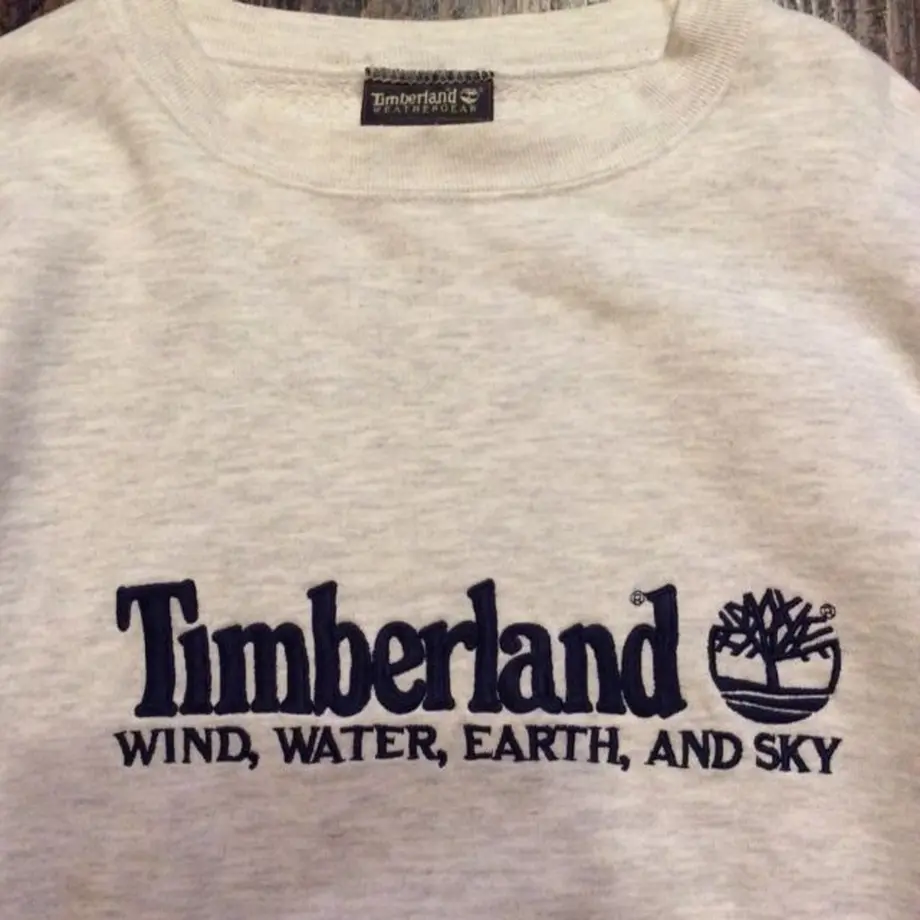 Timberland ®
WEATHERGEAR
Timberland ® ®
WIND, WATER, EARTH, AND SKY